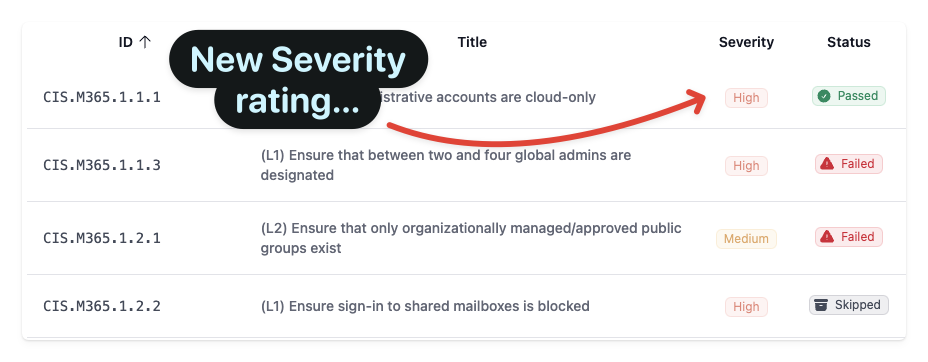 ID ↑ Title Severity Status
New Severity
rating...
CIS.M365.1.1.1 istrative accounts are cloud-only High Passed
CIS.M365.1.1.3 (L1) Ensure that between two and four global admins are
designated High Failed
CIS.M365.1.2.1 (L2) Ensure that only organizationally managed/approved public
groups exist Medium Failed
CIS.M365.1.2.2 (L1) Ensure sign-in to shared mailboxes is blocked High Skipped